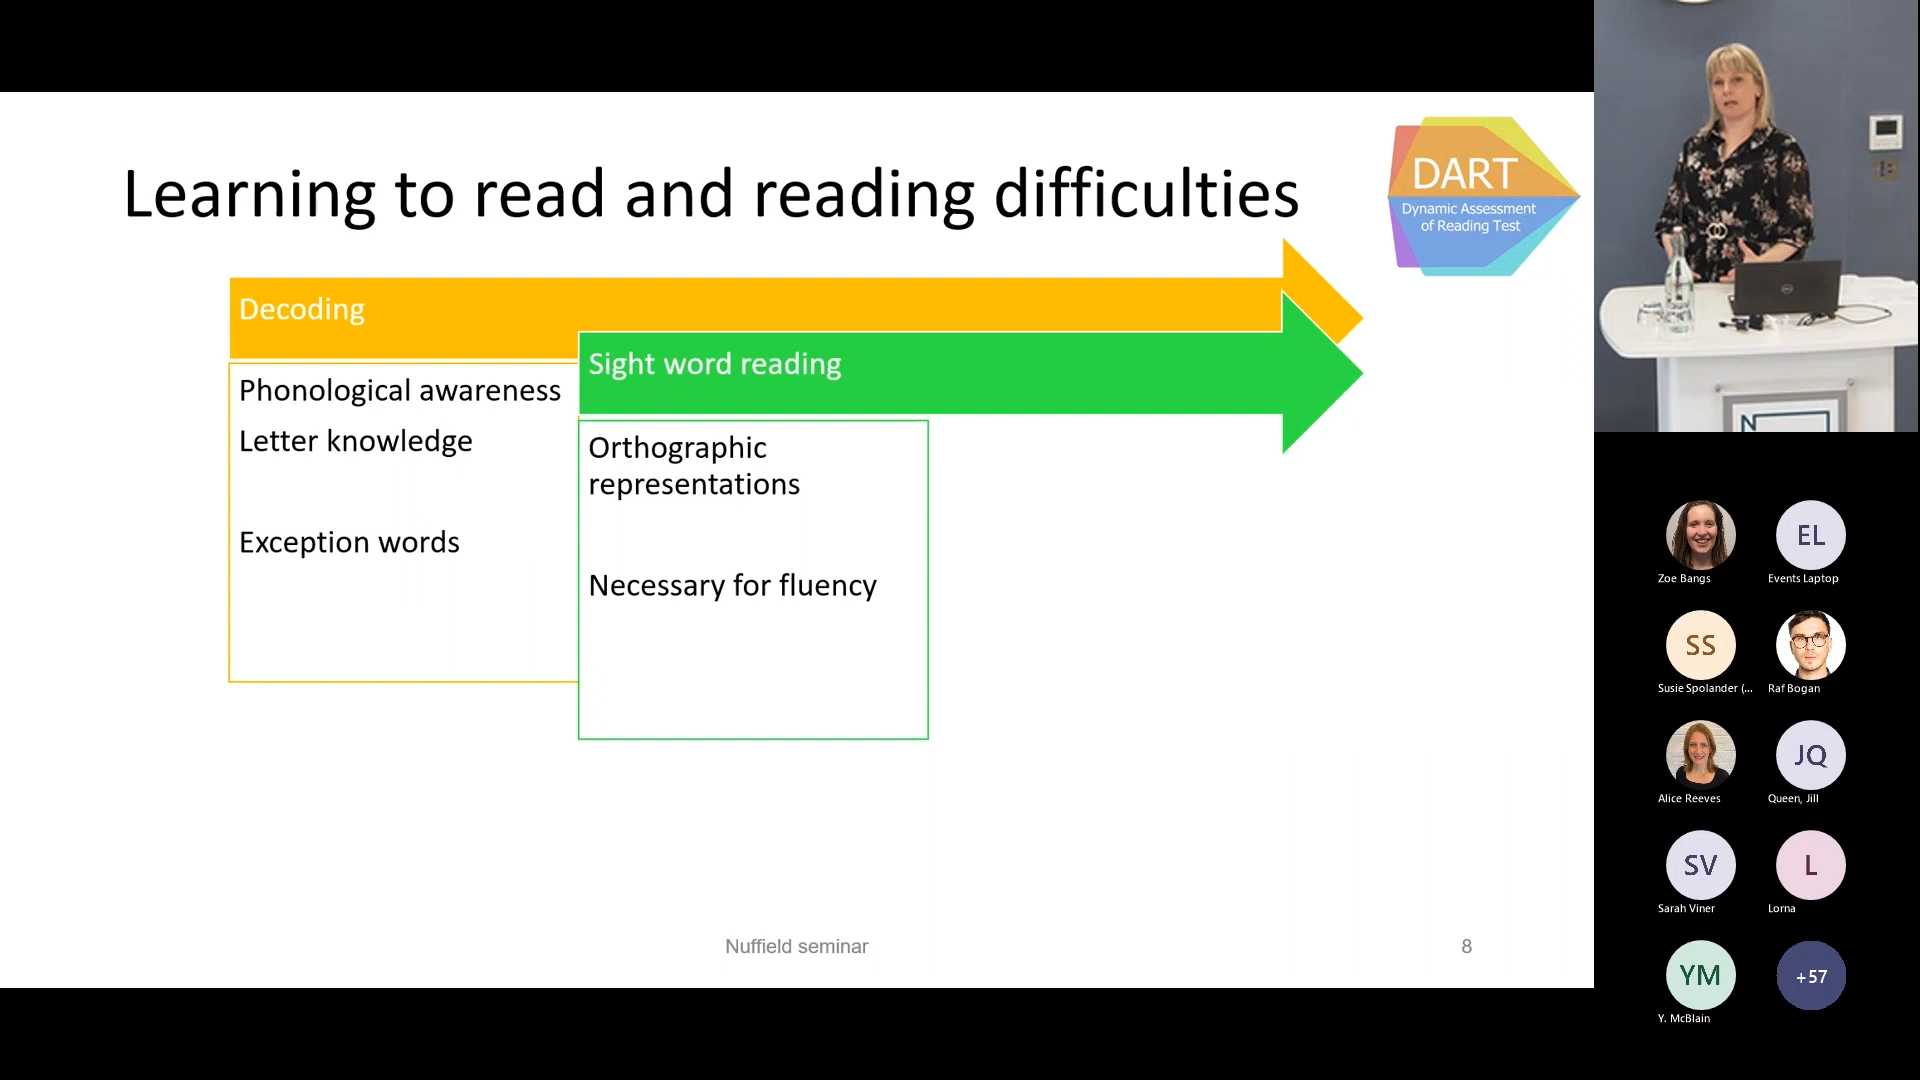 Learning to read and reading difficulties
DART
Dynamic Assessment
of Reading Test
Decoding
Phonological awareness
Letter knowledge
Exception words
Sight word reading
Orthographic
representations
Necessary for fluency
Nuffield seminar
8
N
Zoe Bangs
EL
Events Laptop
SS
Susie Spolander (...
Raf Bogan
Alice Reeves
JQ
Queen, Jill
SV
Sarah Viner
L
Lorna
YM
Y. McBlain
+57